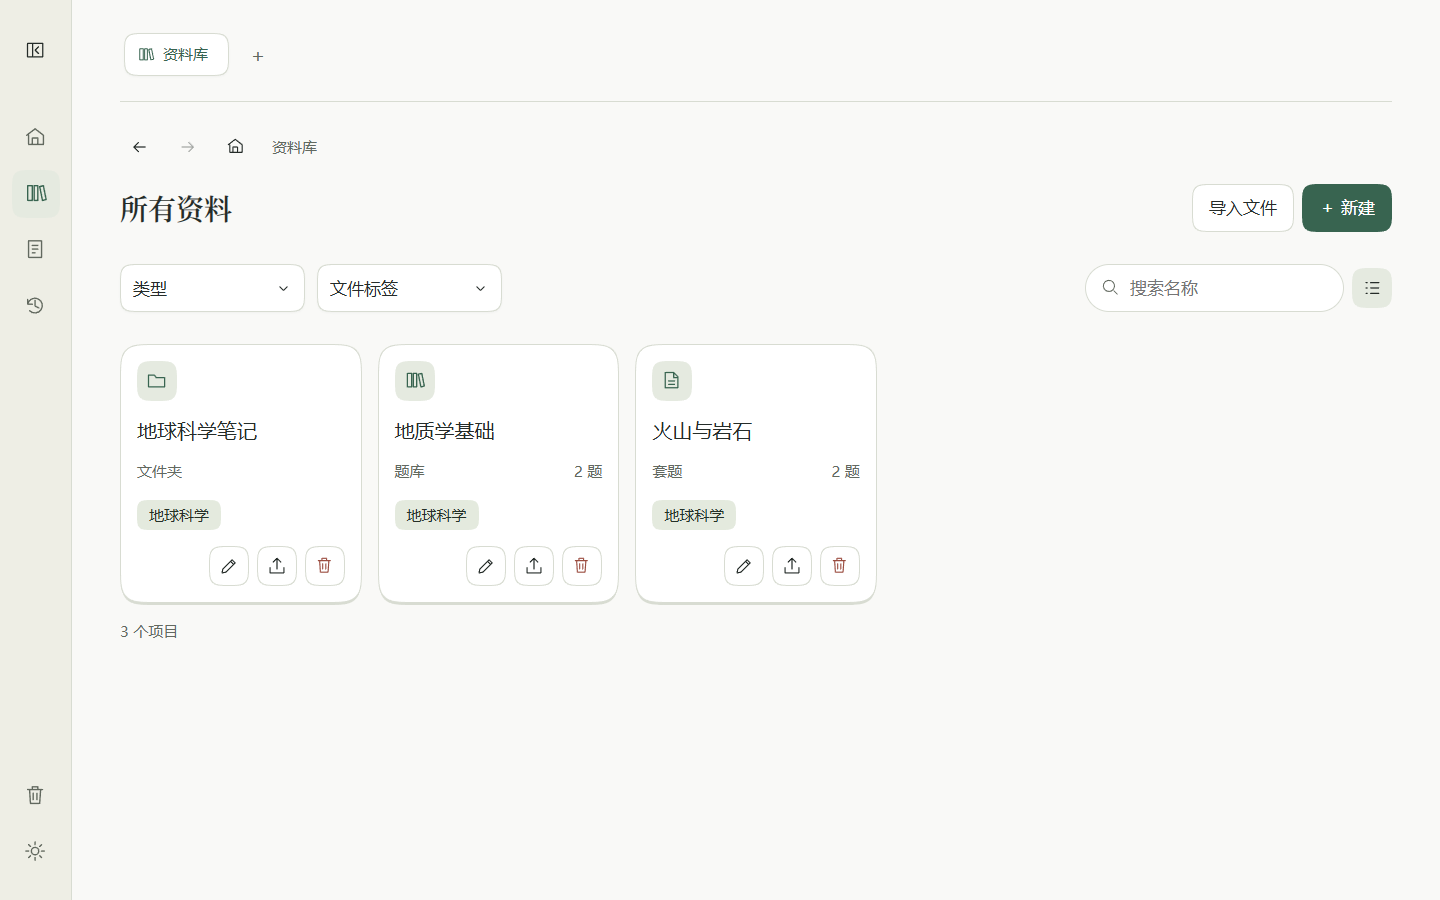 资料库
+
资料库
所有资料
导入文件
+ 新建
类型
文件标签
搜索名称
地球科学笔记
文件夹
地球科学
地质学基础
题库 2 题
地球科学
火山与岩石
套题 2 题
地球科学
3 个项目